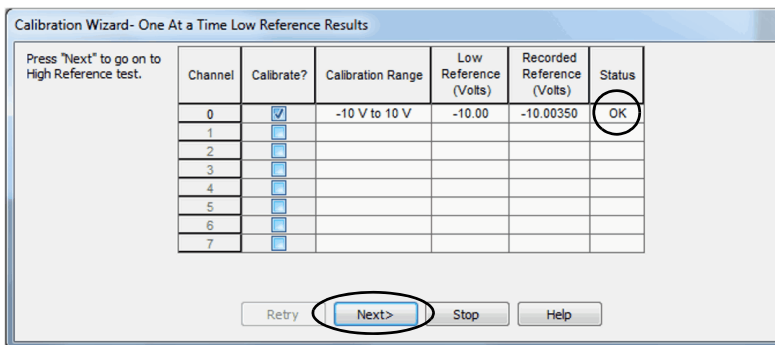 Calibration Wizard- One At a Time Low Reference Results
Press "Next" to go on to
High Reference test.
Channel Calibrate? Calibration Range Low Reference (Volts) Recorded Reference (Volts) Status
0 -10 V to 10 V -10.00 -10.00350 OK
1
2
3
4
5
6
7
Retry Next> Stop Help